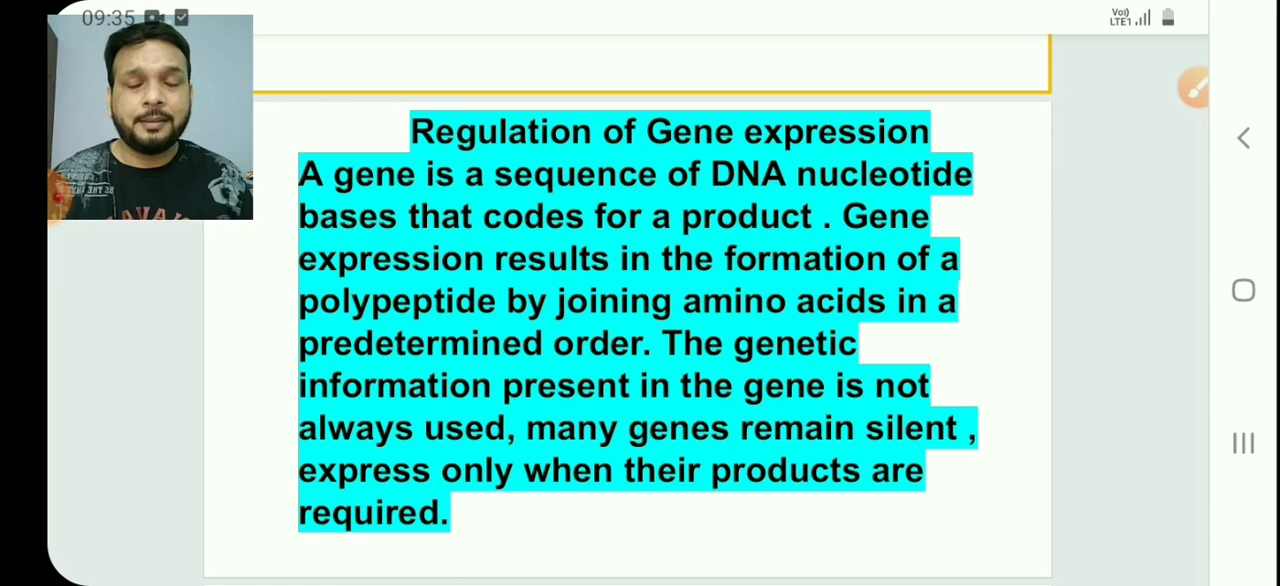 09:35
Vo))
LTE1
Regulation of Gene expression
A gene is a sequence of DNA nucleotide
bases that codes for a product . Gene
expression results in the formation of a
polypeptide by joining amino acids in a
predetermined order. The genetic
information present in the gene is not
always used, many genes remain silent ,
express only when their products are
required.